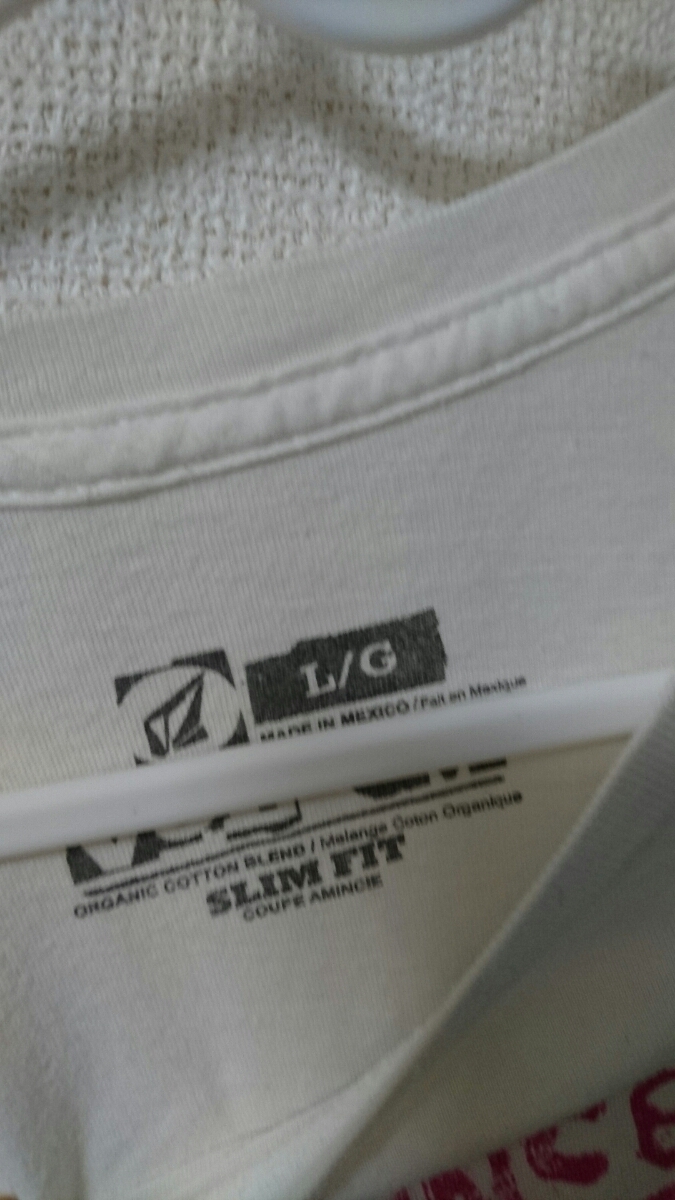 L/G
MADE IN MEXICO / Fait en Mexique
ORGANIC COTTON BLEND / Melange Coton Organique
SLIM FIT
COUPE AMINCIE